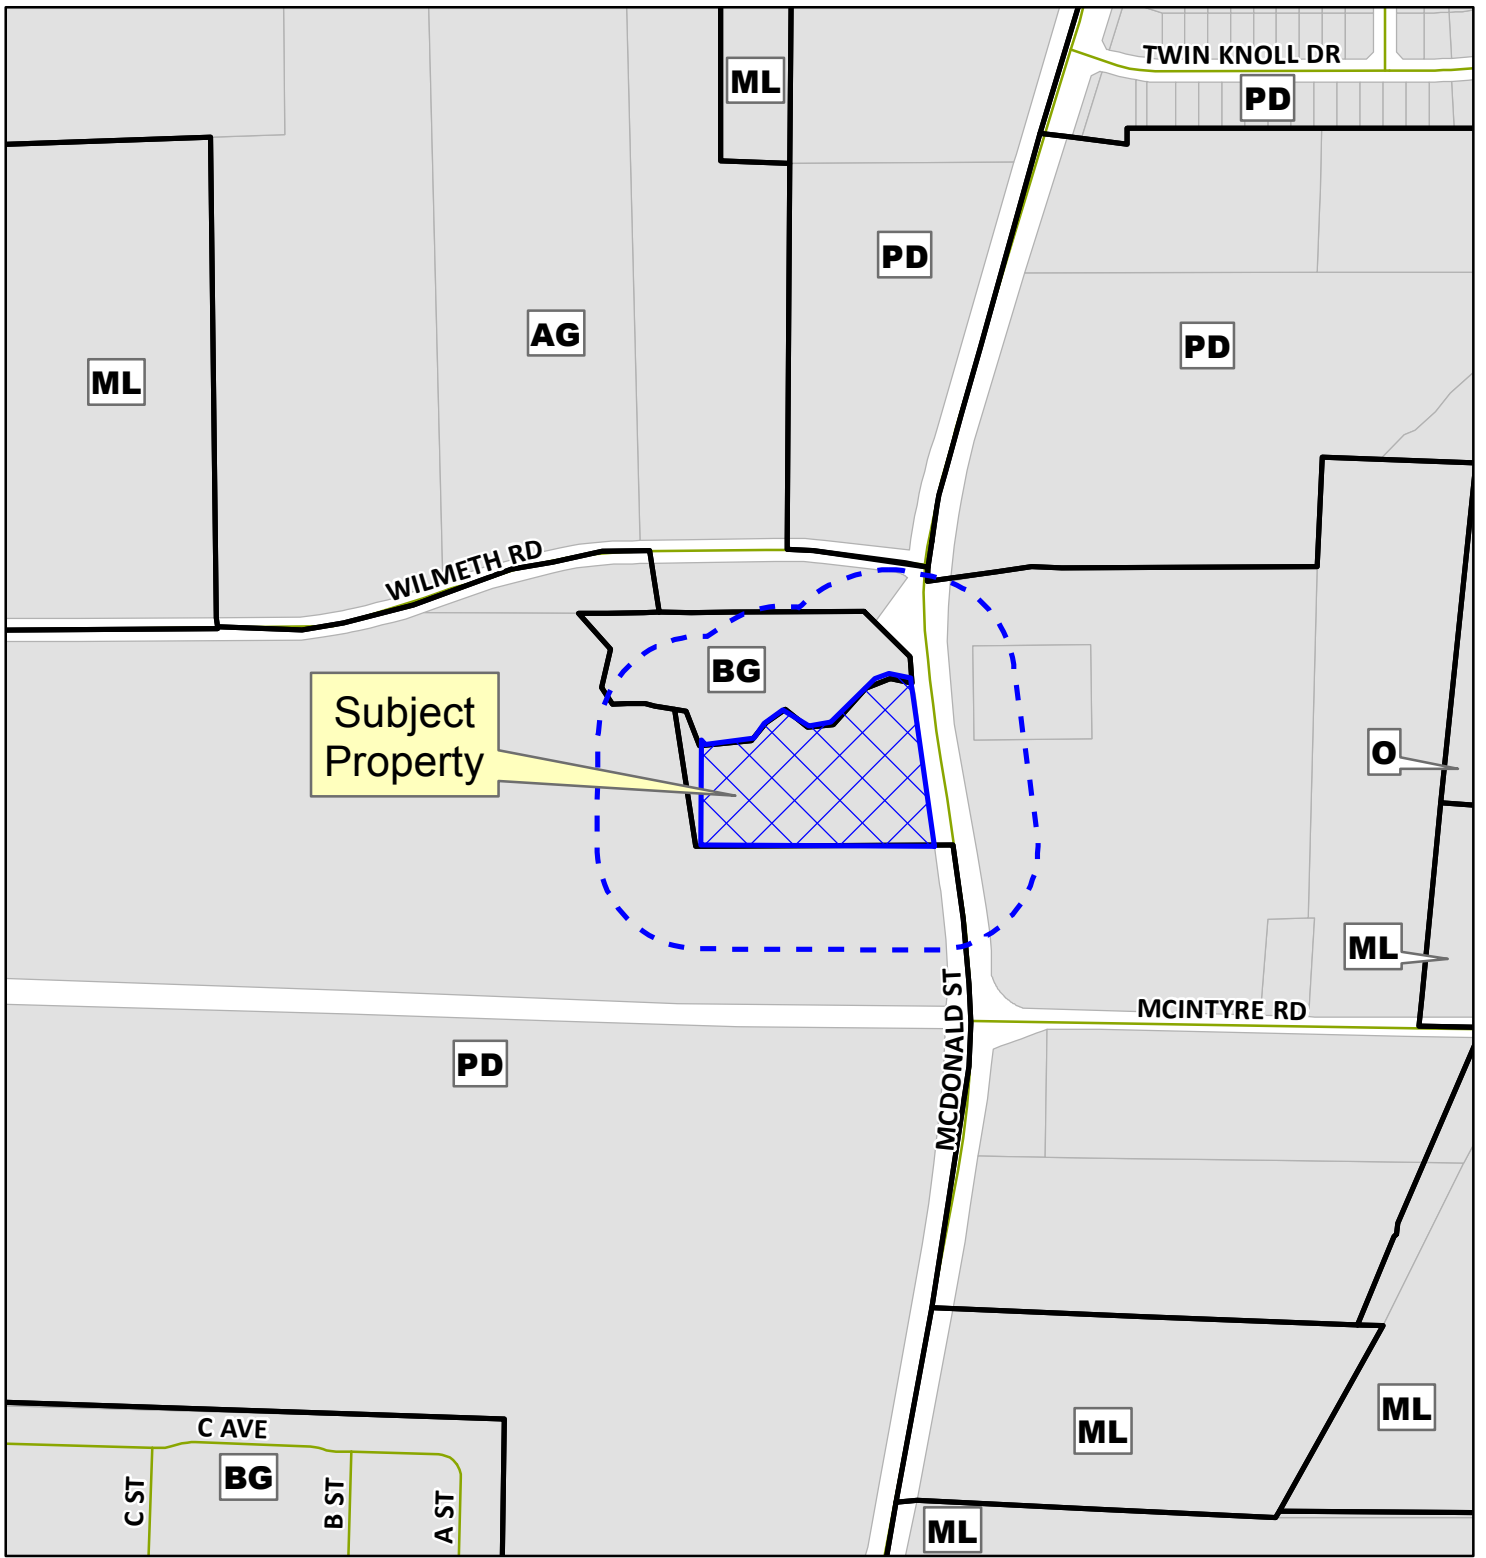 TWIN KNOLL DR
ML
PD
PD
AG
PD
ML
WILMETH RD
BG
Subject
Property
O
ML
MCDONALD ST
MCINTYRE RD
PD
ML
ML
C AVE
BG
C ST
B ST
A ST
ML